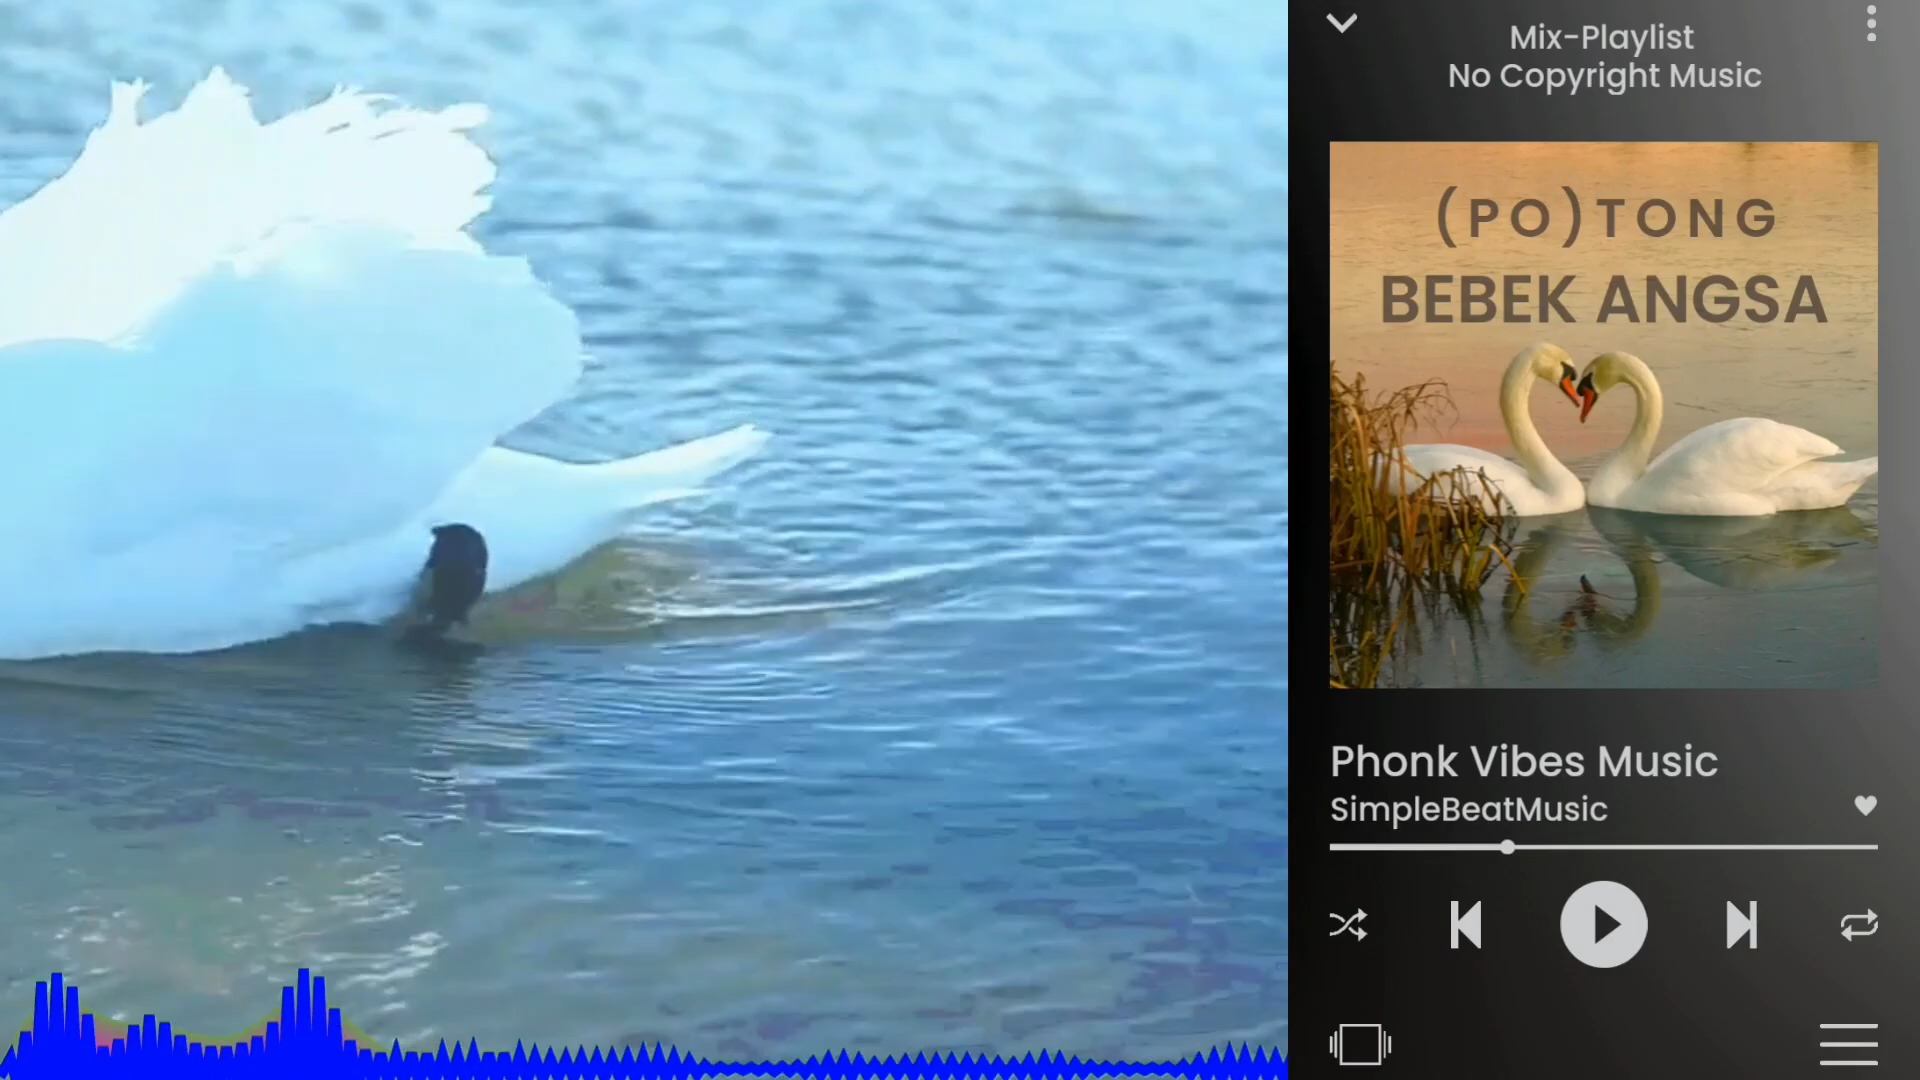 Mix-Playlist
No Copyright Music
(PO)TONG
BEBEK ANGSA
Phonk Vibes Music
SimpleBeatMusic